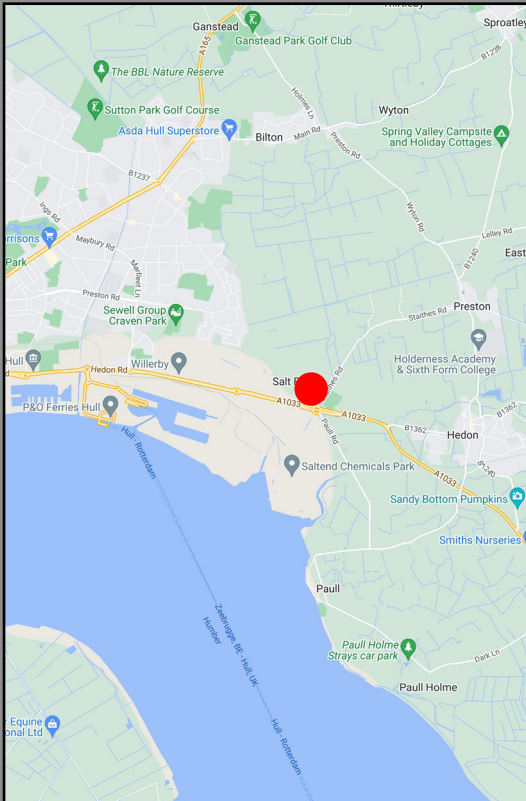 Ganstead
Sproatley
A165
Ganstead Park Golf Club
B1238
The BBL Nature Reserve
Holmes Ln
Sutton Park Golf Course
Wyton
Asda Hull Superstore
Bilton
Main Rd
Preston Rd
Spring Valley Campsite
and Holiday Cottages
B1237
Ings Rd
Wyton Rd
rrisons
Maybury Rd
Lelley Rd
East
Park
Marfleet Ln
B1240
Preston Rd
Sewell Group
Craven Park
Staithes Rd
Preston
Hull
Willerby
Holderness Academy
& Sixth Form College
Hedon Rd
Salt
hes Rd
A1033
A1033
P&O Ferries Hull
Paull Rd
B1362
B1362
Hedon
Hull - Rotterdam
Saltend Chemicals Park
B1240
Sandy Bottom Pumpkins
Smiths Nurseries
Paull
Zeebrugge, BE - Hull, UK
Humber
Paull Holme
Strays car park
Dark Ln
Paull Holme
Equine
onal Ltd
Hull - Rotterdam